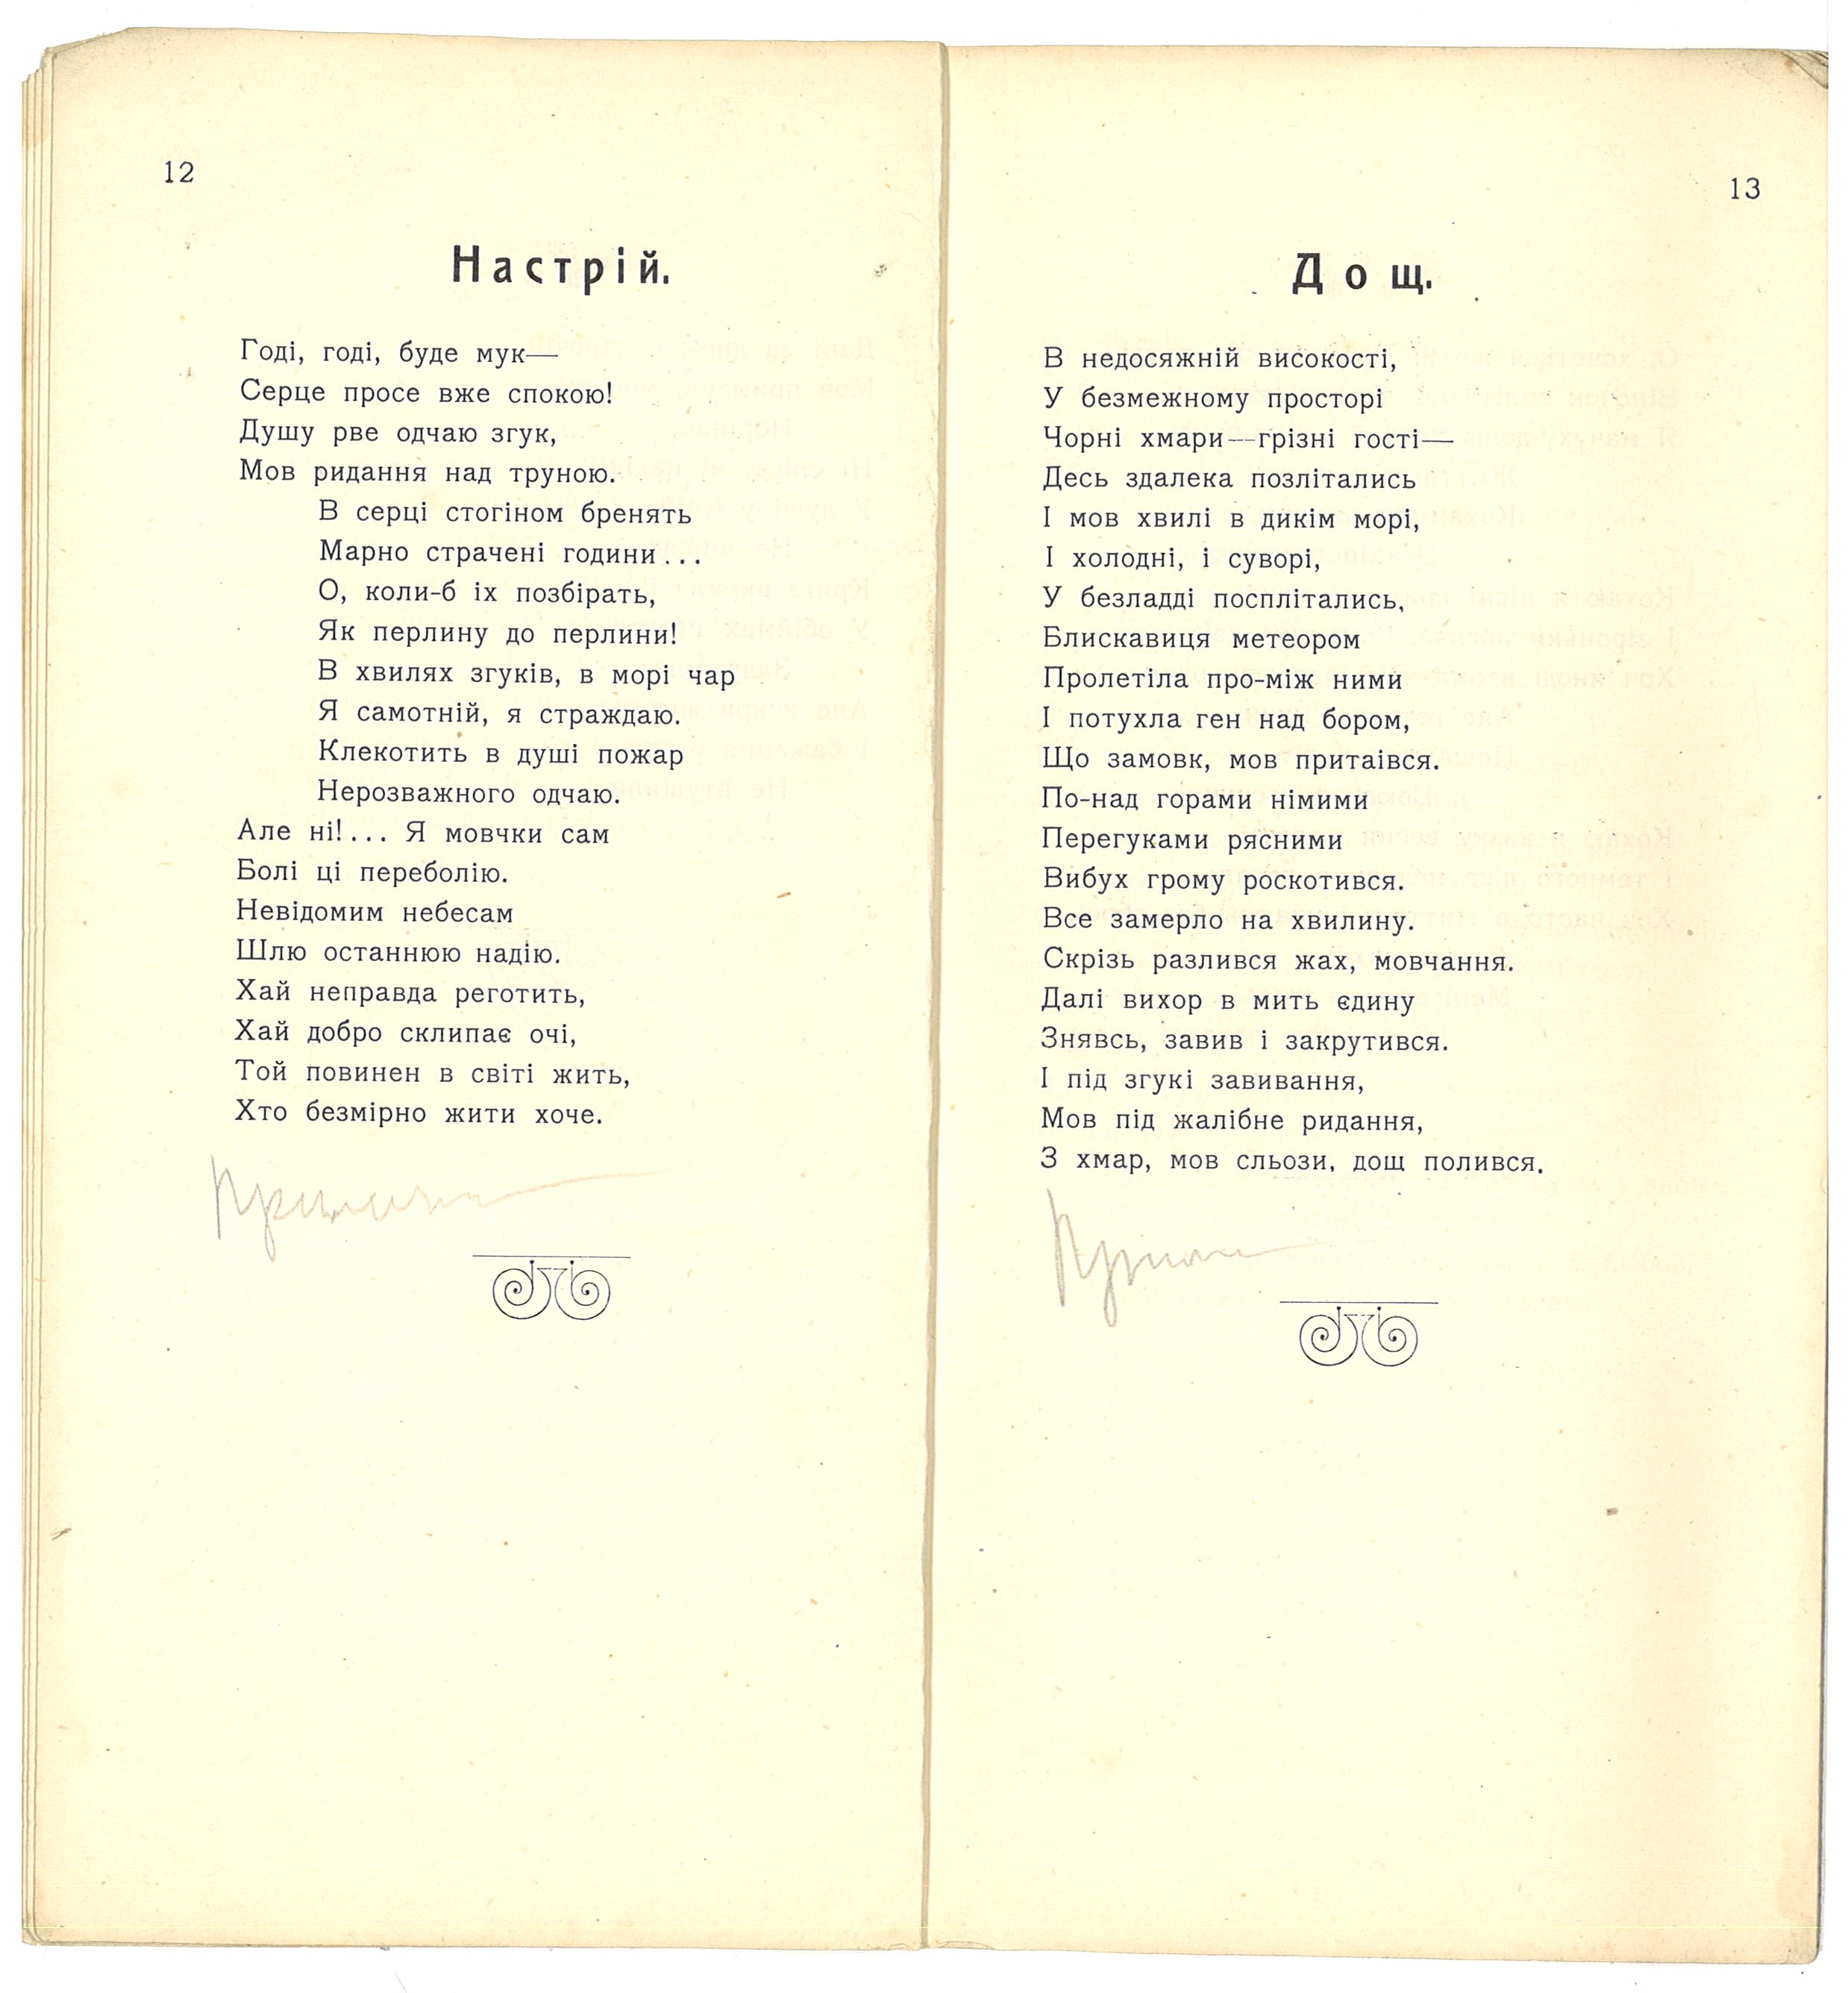 12
Настрій.
Годі, годі, буде мук—
Серце просе вже спокою!
Душу рве одчаю згук,
Мов ридання над труною.
В серці стогіном бренять
Марно страчені години...
О, коли-б іх позбірать,
Як перлину до перлини!
В хвилях згуків, в морі чар
Я самотній, я страждаю.
Клекотить в душі пожар
Нерозважного одчаю.
Але ні!... Я мовчки сам
Болі ці переболію.
Невідомим небесам
Шлю останнюю надію.
Хай неправда реготить,
Хай добро склипає очі,
Той повинен в світі жить,
Хто безмірно жити хоче.
13
Дощ.
В недосяжній високості,
У безмежному просторі
Чорні хмари—грізні гості—
Десь здалека позлітались
І мов хвилі в дикім морі,
І холодні, і суворі,
У безладді посплітались,
Блискавиця метеором
Пролетіла про-між ними
І потухла ген над бором,
Що замовк, мов притаівся.
По-над горами німими
Перегуками рясними
Вибух грому роскотився.
Все замерло на хвилину.
Скрізь разлився жах, мовчання.
Далі вихор в мить єдину
Знявсь, завив і закрутився.
І під згукі завивання,
Мов під жалібне ридання,
З хмар, мов сльози, дощ полився.